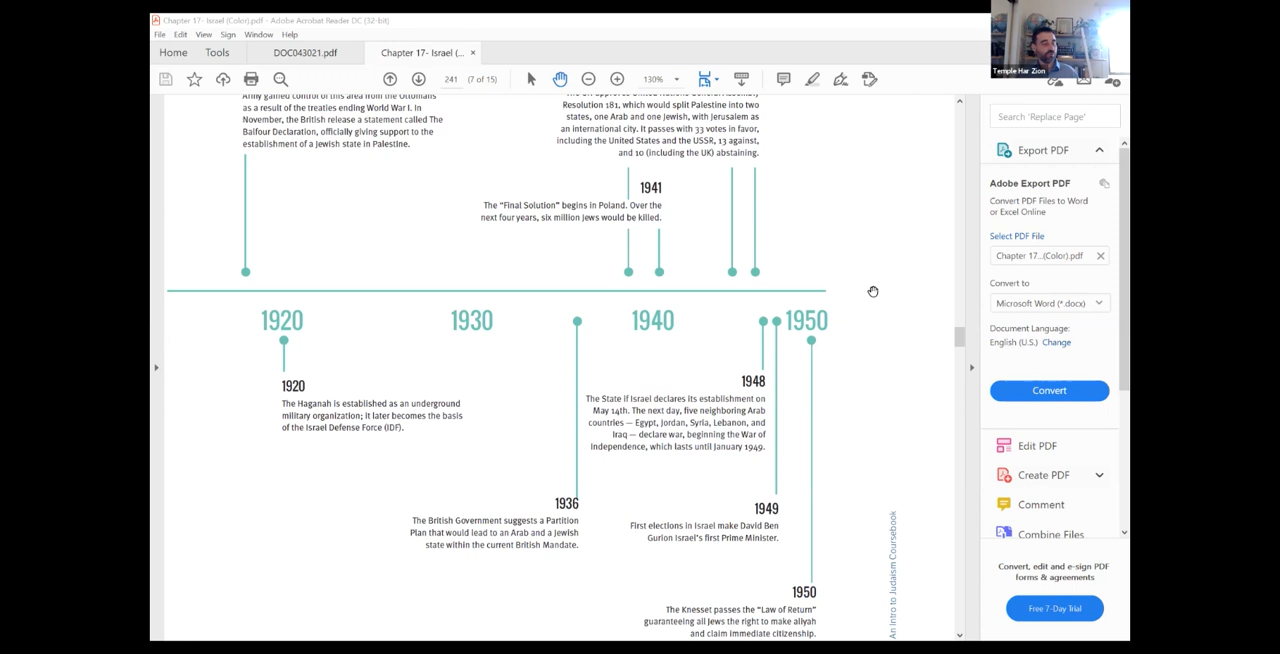 Chapter 17- Israel (Color).pdf - Adobe Acrobat Reader DC (32-bit)
File Edit View Sign Window Help
Home Tools DOC043021.pdf Chapter 17- Israel (... ×
241 (7 of 15) 130%
Temple Har Zion
Army gained control of this area from the Ottomans
as a result of the treaties ending World War I. In
November, the British release a statement called The
Balfour Declaration, officially giving support to the
establishment of a Jewish state in Palestine.
Resolution 181, which would split Palestine into two
states, one Arab and one Jewish, with Jerusalem as
an international city. It passes with 33 votes in favor,
including the United States and the USSR, 13 against,
and 10 (including the UK) abstaining.
1941
The "Final Solution" begins in Poland. Over the
next four years, six million Jews would be killed.
1920 1930 1940 1950
1920
The Haganah is established as an underground
military organization; it later becomes the basis
of the Israel Defense Force (IDF).
1948
The State if Israel declares its establishment on
May 14th. The next day, five neighboring Arab
countries — Egypt, Jordan, Syria, Lebanon, and
Iraq — declare war, beginning the War of
Independence, which lasts until January 1949.
1936
The British Government suggests a Partition
Plan that would lead to an Arab and a Jewish
state within the current British Mandate.
1949
First elections in Israel make David Ben
Gurion Israel's first Prime Minister.
1950
The Knesset passes the "Law of Return"
guaranteeing all Jews the right to make aliyah
and claim immediate citizenship.
An Intro to Judaism Coursebook
Search 'Replace Page'
Export PDF
Adobe Export PDF
Convert PDF Files to Word
or Excel Online
Select PDF File
Chapter 17...(Color).pdf
Convert to
Microsoft Word (*.docx)
Document Language:
English (U.S.) Change
Convert
Edit PDF
Create PDF
Comment
Combine Files
Convert, edit and e-sign PDF
forms & agreements
Free 7-Day Trial